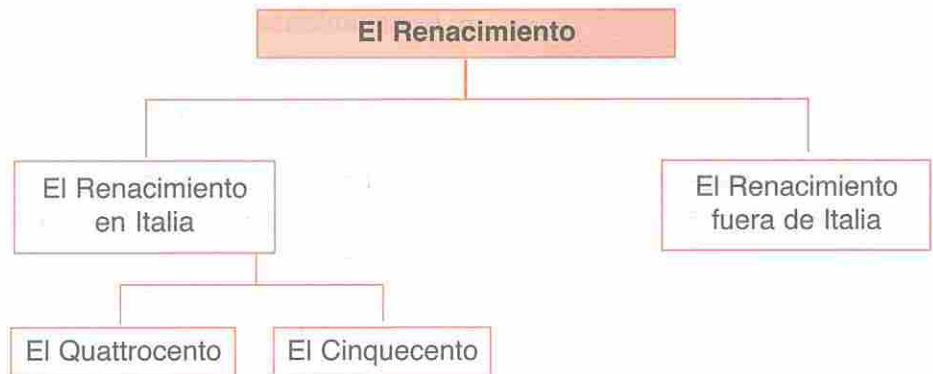 El Renacimiento
El Renacimiento
en Italia
El Renacimiento
fuera de Italia
El Quattrocento
El Cinquecento